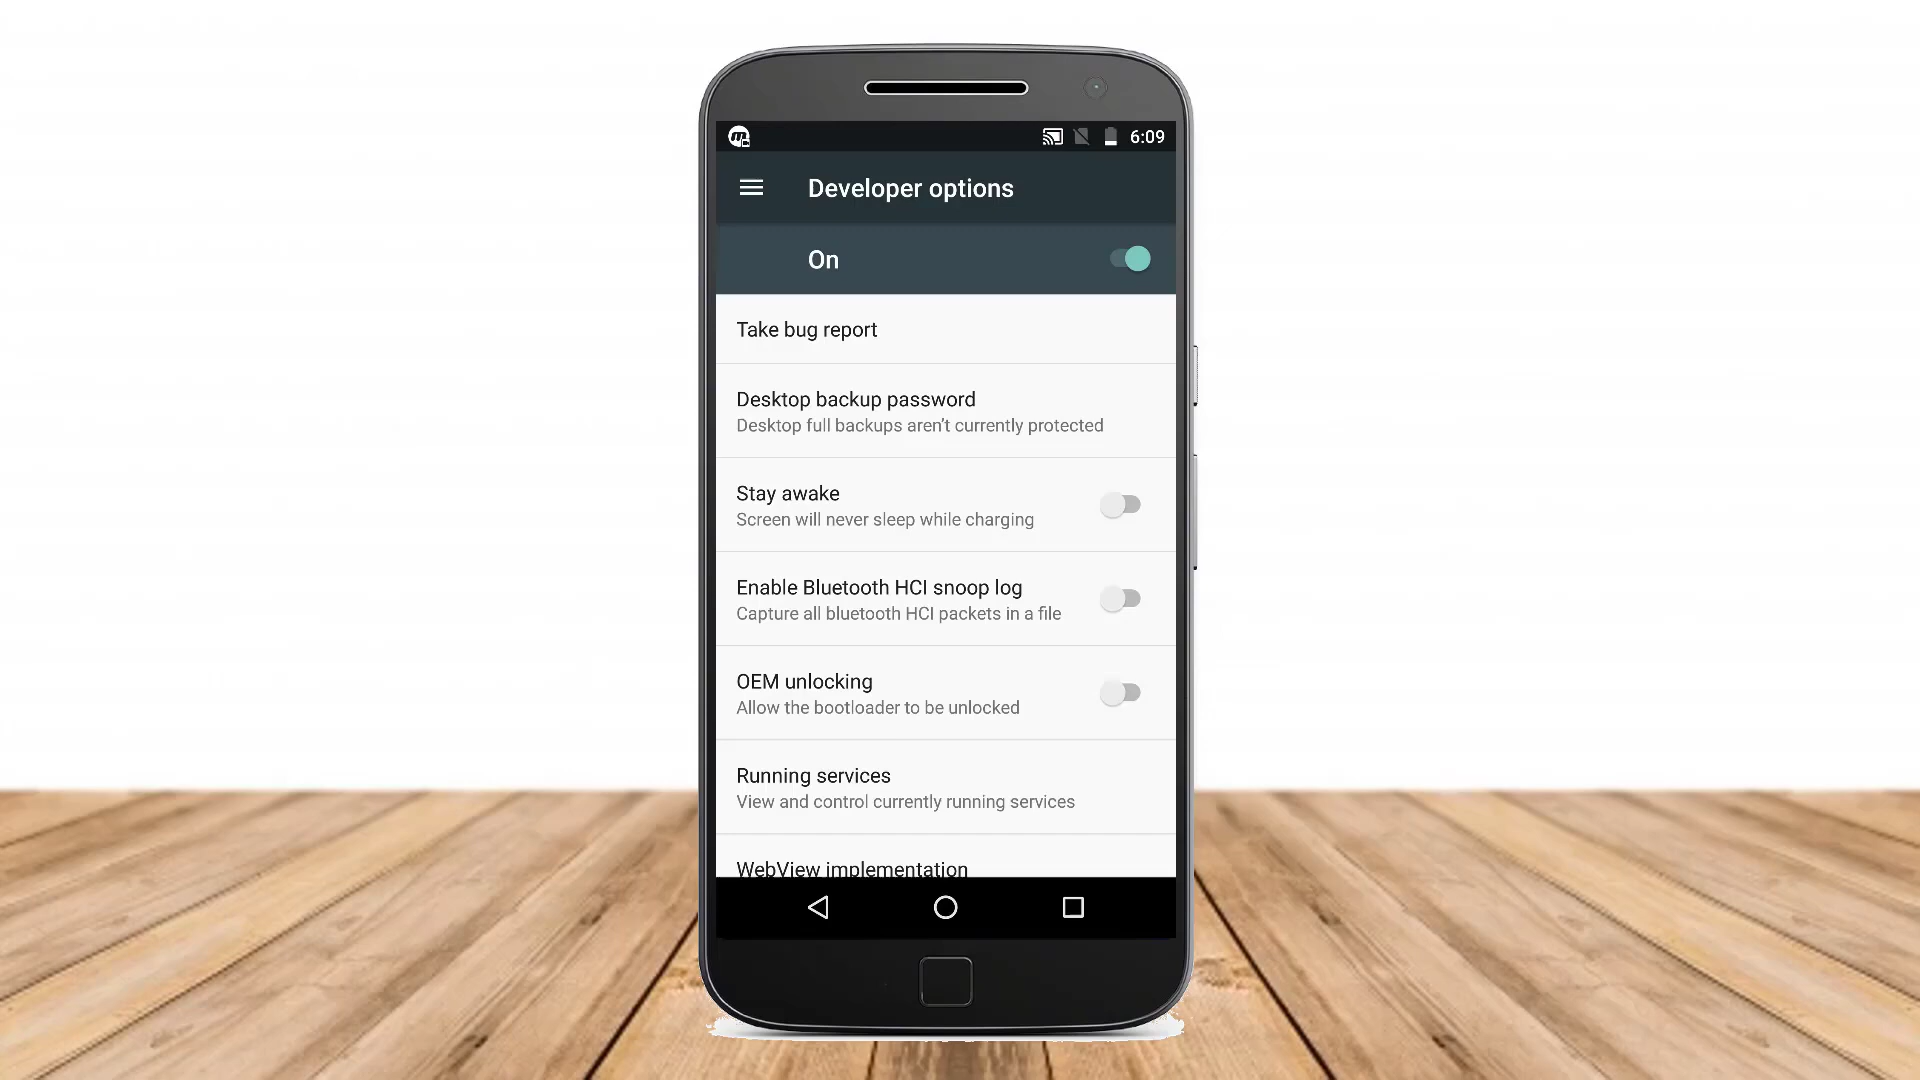 6:09
Developer options
On
Take bug report
Desktop backup password
Desktop full backups aren't currently protected
Stay awake
Screen will never sleep while charging
Enable Bluetooth HCI snoop log
Capture all bluetooth HCI packets in a file
OEM unlocking
Allow the bootloader to be unlocked
Running services
View and control currently running services
WebView implementation